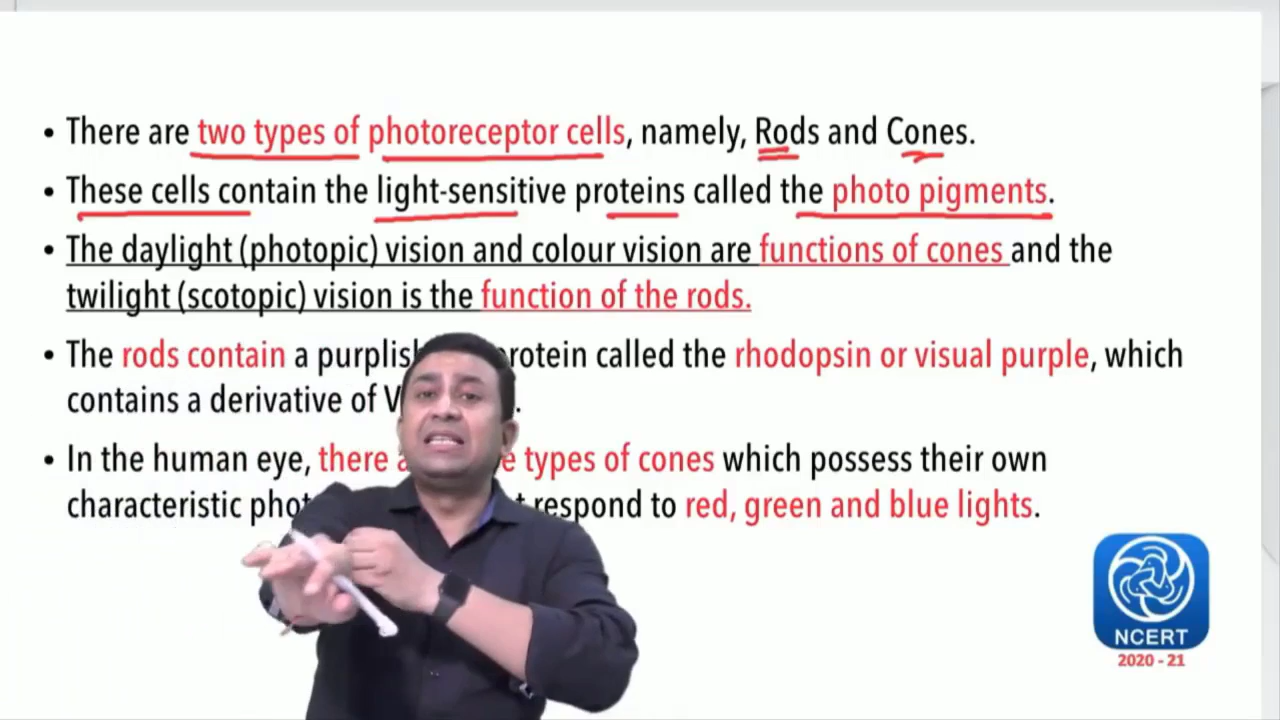 • There are two types of photoreceptor cells, namely, Rods and Cones.
• These cells contain the light-sensitive proteins called the photo pigments.
• The daylight (photopic) vision and colour vision are functions of cones and the
twilight (scotopic) vision is the function of the rods.
• The rods contain a protein called the rhodopsin or visual purple, which
contains a derivative of
• In the human eye, there types of cones which possess their own
characteristic respond to red, green and blue lights.
NCERT
2020 - 21